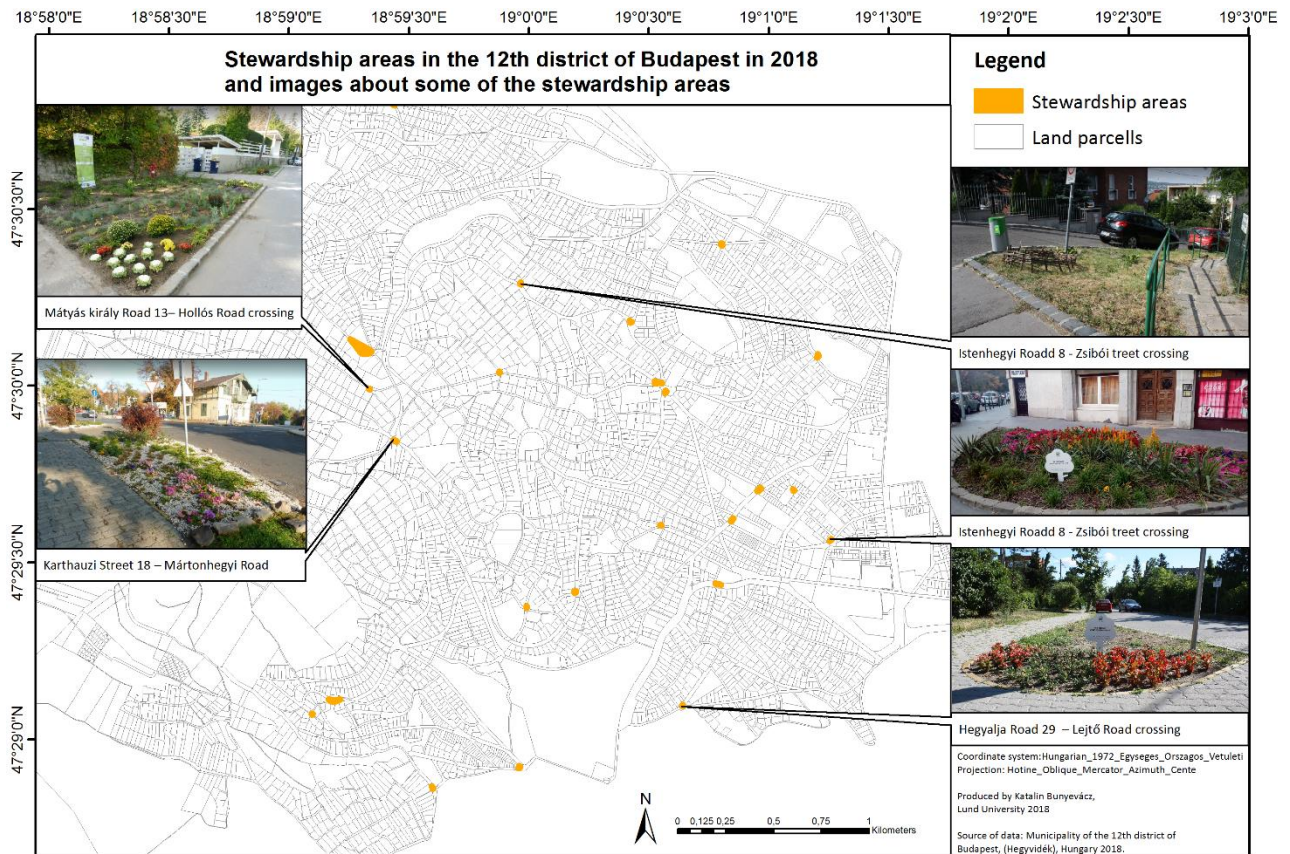 18°58'0"E 18°58'30"E 18°59'0"E 18°59'30"E 19°0'0"E 19°0'30"E 19°1'0"E 19°1'30"E 19°2'0"E 19°2'30"E 19°3'0"E
Stewardship areas in the 12th district of Budapest in 2018
and images about some of the stewardship areas
Legend
Stewardship areas
Land parcells
47°30'30"N
47°30'0"N
47°29'30"N
47°29'0"N
Mátyás király Road 13– Hollós Road crossing
Karthauzi Street 18 – Mártonhegyi Road
Istenhegyi Roadd 8 - Zsibói treet crossing
Istenhegyi Roadd 8 - Zsibói treet crossing
Hegyalja Road 29 – Lejtő Road crossing
N
0 0,125 0,25 0,5 0,75 1
Kilometers
Coordinate system:Hungarian_1972_Egyseges_Orszagos_Vetuleti
Projection: Hotine_Oblique_Mercator_Azimuth_Cente
Produced by Katalin Bunyevácz,
Lund University 2018
Source of data: Municipality of the 12th district of
Budapest, (Hegyvidék), Hungary 2018.